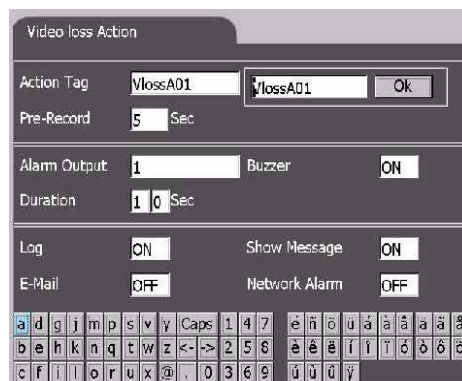 Video loss Action
Action Tag VlossA01 VlossA01 Ok
Pre-Record 5 Sec
Alarm Output 1 Buzzer ON
Duration 1 0 Sec
Log ON Show Message ON
E-Mail OFF Network Alarm OFF
a d g j m p s v y Caps 1 4 7 é ñ ö ü á à â ä å
b e h k n q t w z <- -> 2 5 8 è ê ë í î ï ó ò ô
c f i l o r u x @ . 0 3 6 9 ú ù û ÿ